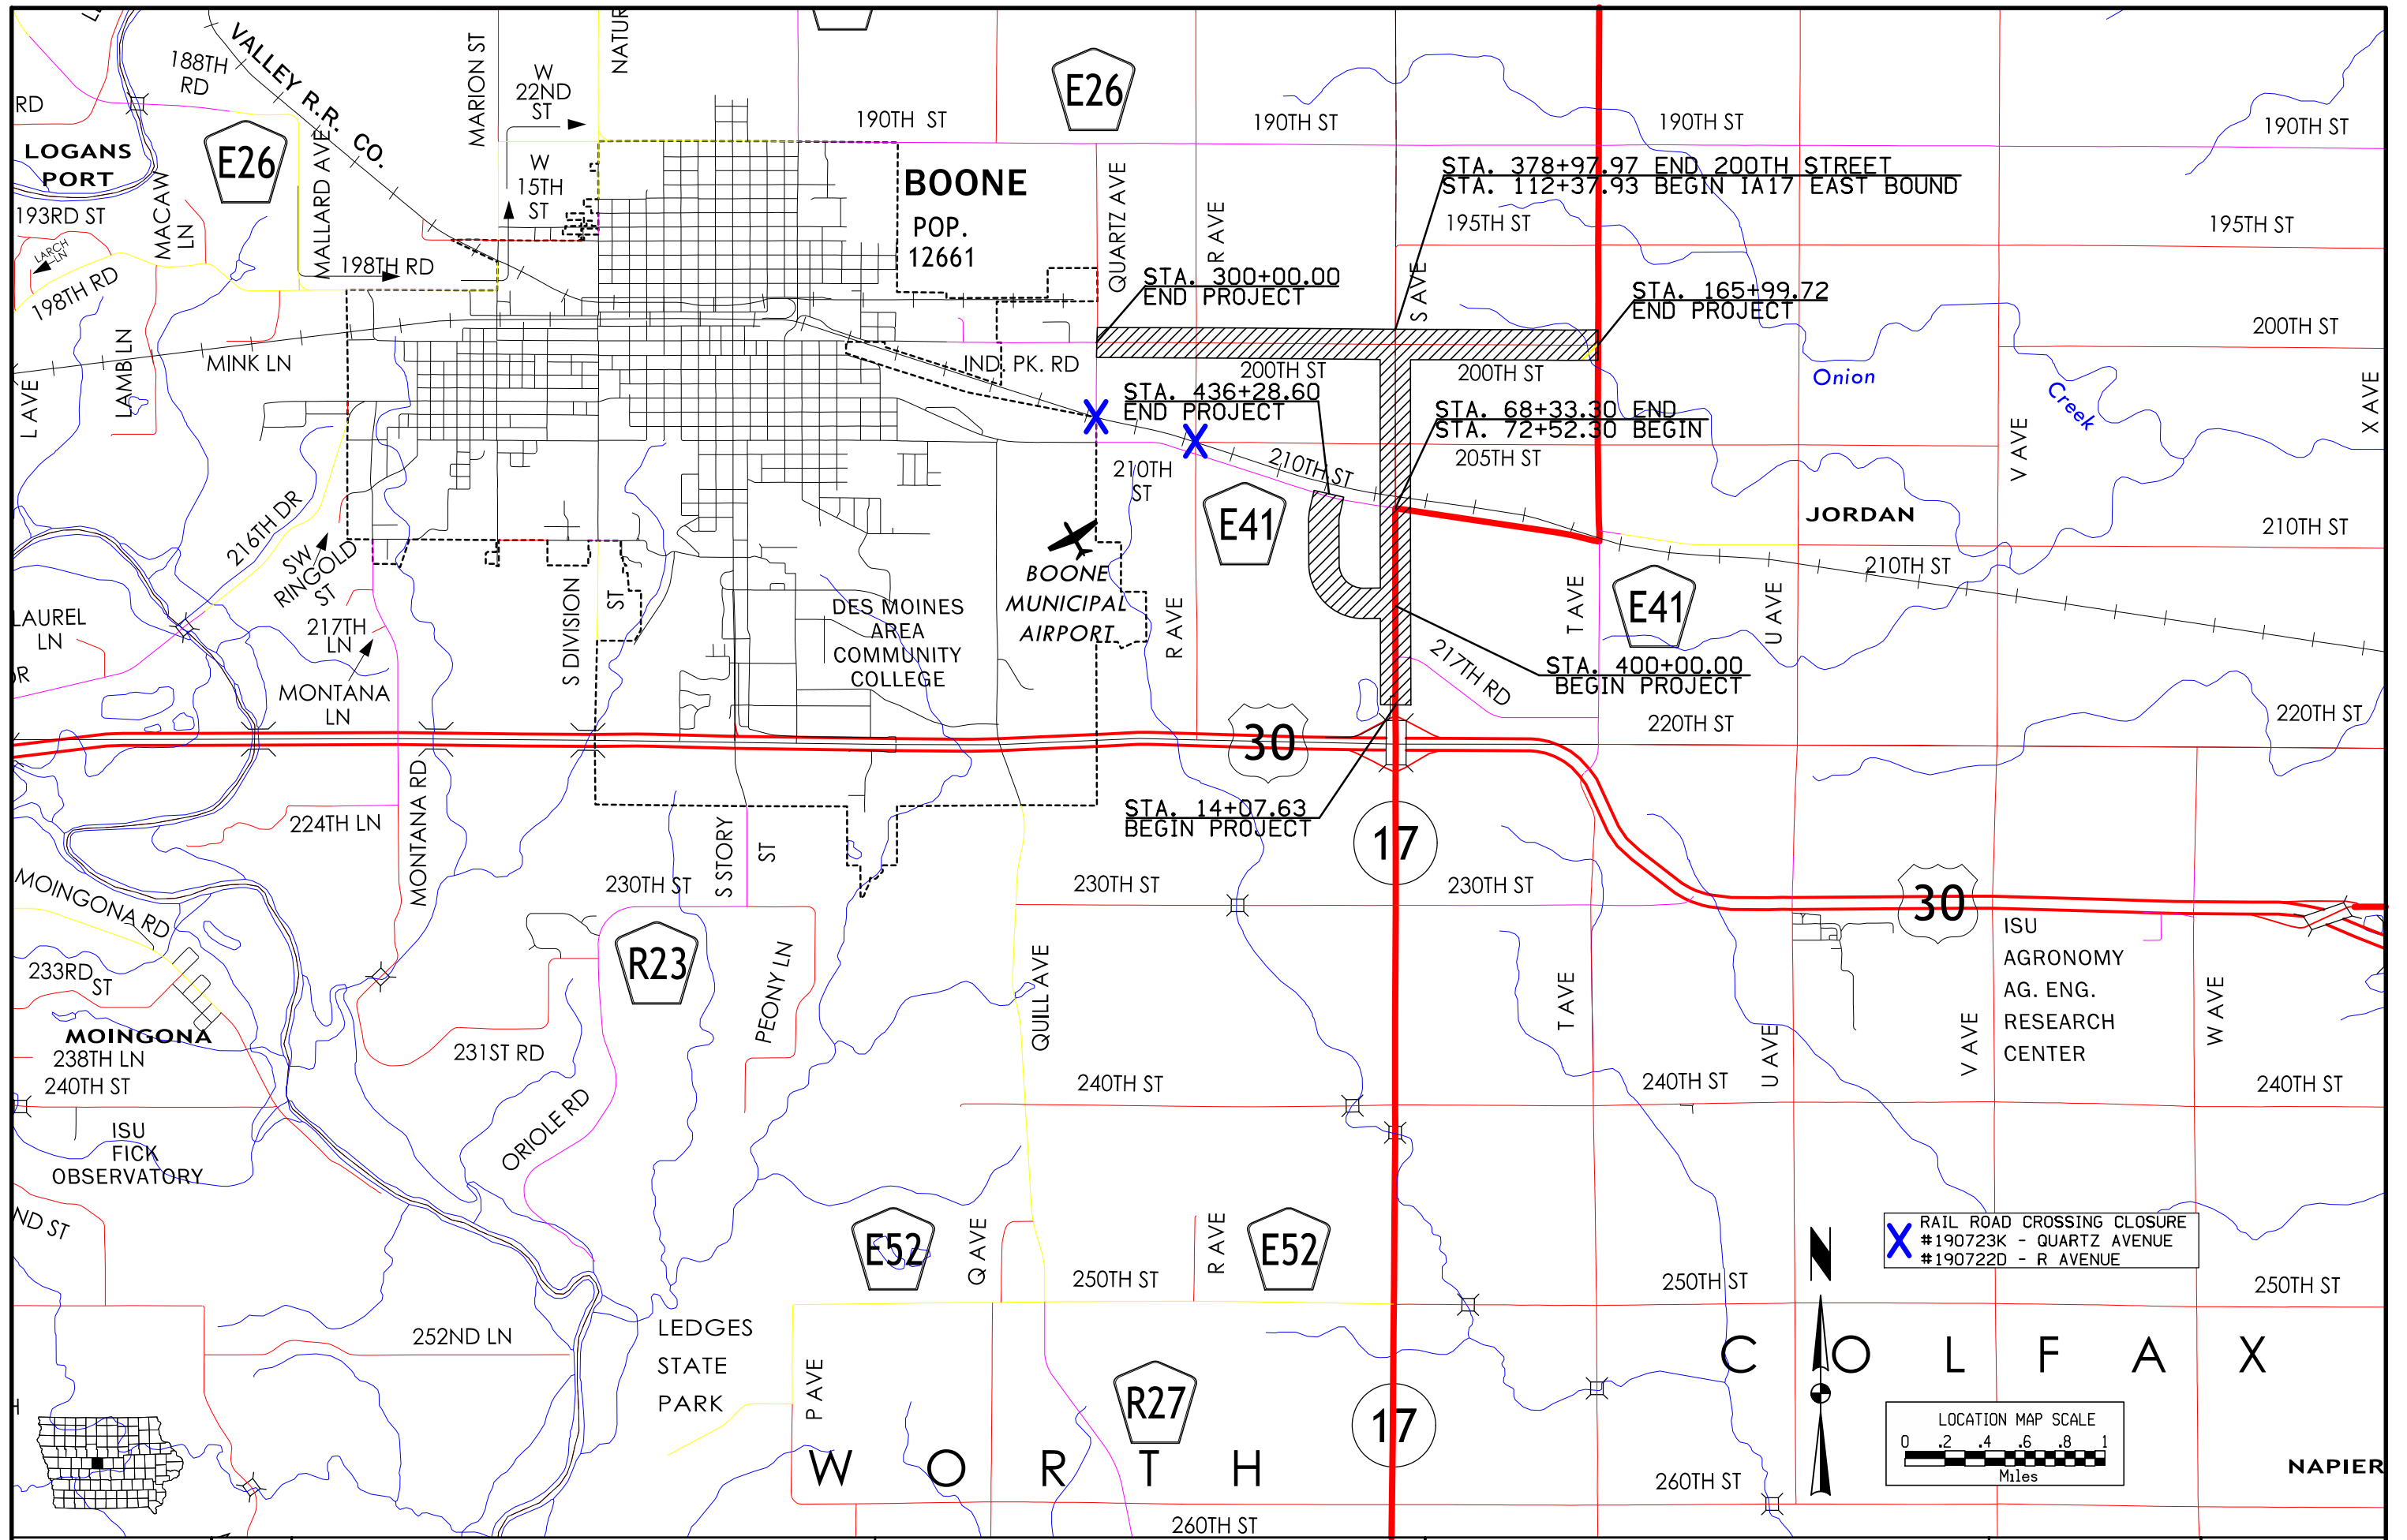 VALLEY R.R. CO.
188TH
RD
RD
LOGANS
PORT
E26
MALLARD AVE
MARION ST
W
22ND
ST
NATUR
W
15TH
ST
BOONE
POP.
12661
190TH ST
E26
190TH ST
190TH ST
190TH ST
QUARTZ AVE
R AVE
STA. 378+97.97 END 200TH STREET
STA. 112+37.93 BEGIN IA17 EAST BOUND
195TH ST
195TH ST
193RD ST
MACAW
LN
LARCH
LN
198TH RD
198TH RD
STA. 300+00.00
END PROJECT
S AVE
STA. 165+99.72
END PROJECT
200TH ST
L AVE
LAMB LN
MINK LN
IND. PK. RD
200TH ST
200TH ST
Onion
Creek
X AVE
STA. 436+28.60
END PROJECT
STA. 68+33.30 END
STA. 72+52.30 BEGIN
205TH ST
V AVE
210TH
ST
210TH ST
E41
JORDAN
210TH ST
210TH ST
216TH DR
SW
RINGOLD
ST
BOONE
MUNICIPAL
AIRPORT
DES MOINES
AREA
COMMUNITY
COLLEGE
S DIVISION
ST
R AVE
T AVE
E41
U AVE
LAUREL
LN
217TH
LN
DR
MONTANA
LN
217TH RD
STA. 400+00.00
BEGIN PROJECT
220TH ST
220TH ST
30
STA. 14+07.63
BEGIN PROJECT
17
224TH LN
MONTANA RD
S STORY
ST
MOINGONA RD
230TH ST
230TH ST
230TH ST
30
ISU
AGRONOMY
AG. ENG.
RESEARCH
CENTER
R23
233RD
ST
PEONY LN
QUILL AVE
T AVE
U AVE
V AVE
W AVE
MOINGONA
238TH LN
240TH ST
231ST RD
240TH ST
240TH ST
240TH ST
ORIOLE RD
ISU
FICK
OBSERVATORY
ND ST
E52
Q AVE
R AVE
E52
250TH ST
250TH ST
250TH ST
N
X RAIL ROAD CROSSING CLOSURE
#190723K - QUARTZ AVENUE
#190722D - R AVENUE
252ND LN
LEDGES
STATE
PARK
P AVE
R27
17
COLFAX
WORTH
LOCATION MAP SCALE
0 .2 .4 .6 .8 1
Miles
260TH ST
260TH ST
NAPIER